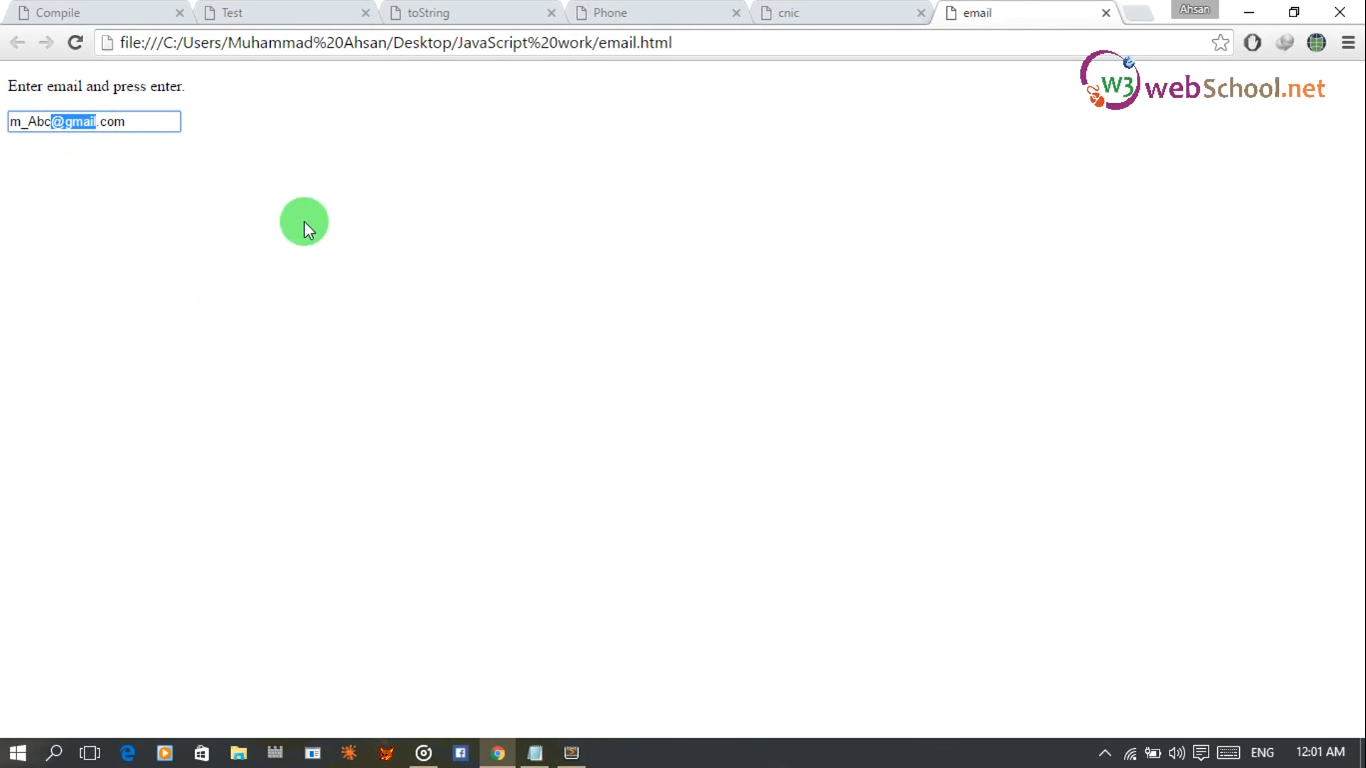 Compile
Test
toString
Phone
cnic
email
Ahsan
file:///C:/Users/Muhammad%20Ahsan/Desktop/JavaScript%20work/email.html
W3 webSchool.net
Enter email and press enter.
m_Abc@gmail.com
ENG
12:01 AM